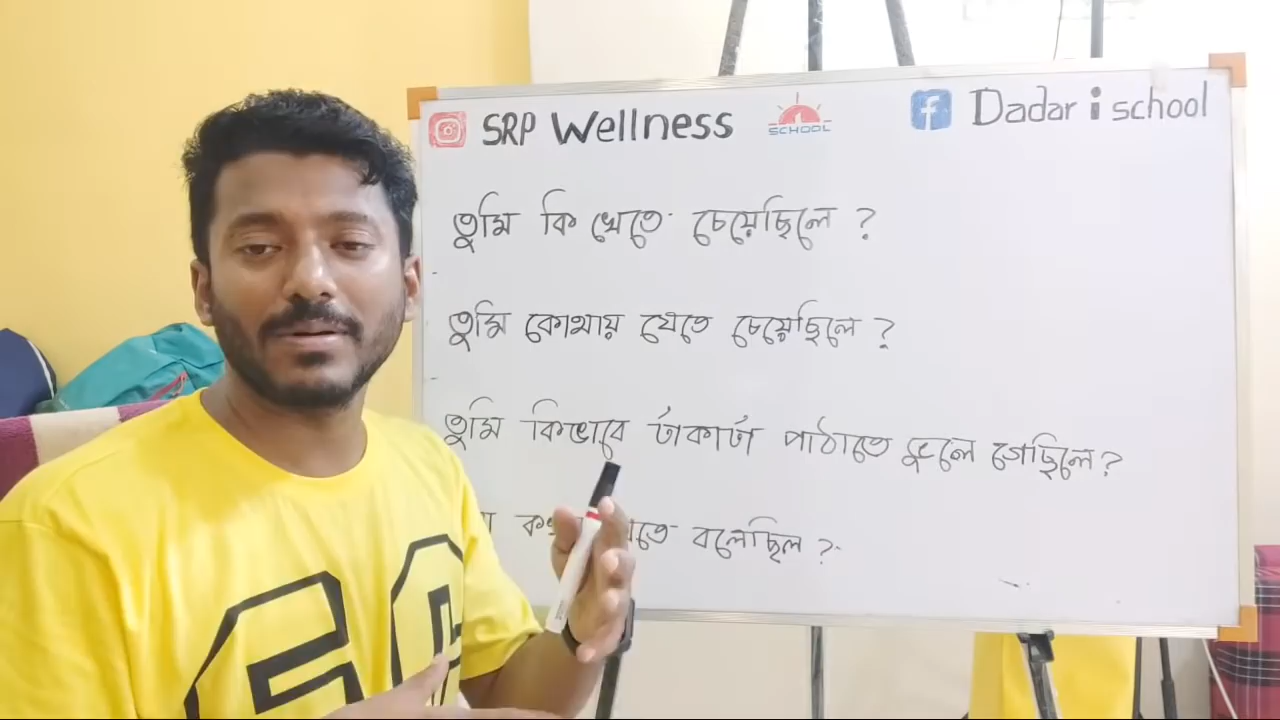 SRP Wellness SCHOOL Dadar i school
তুমি কি খেতে চেয়েছিলে ?
তুমি কোথায় যেতে চেয়েছিলে ?
তুমি কিভাবে টাকাটা পাঠাতে ভুলে গেছিলে ?
বলেছিল ?